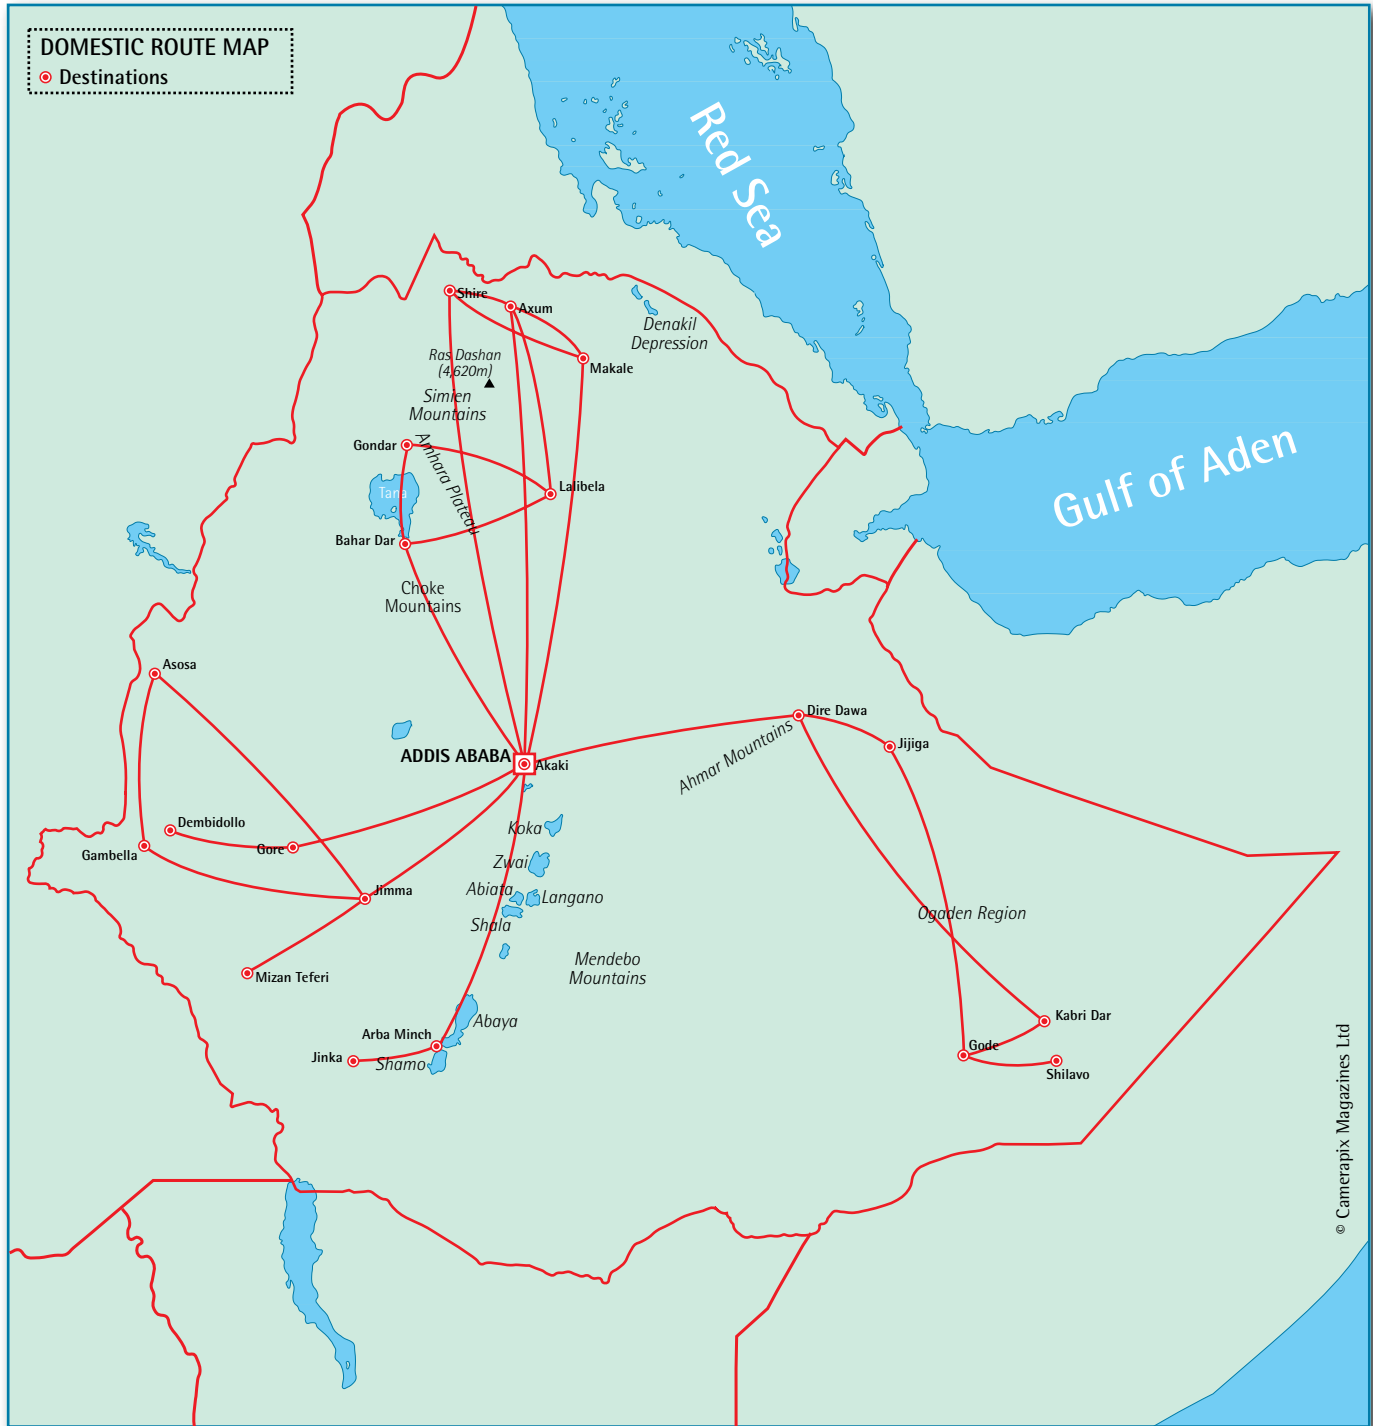 DOMESTIC ROUTE MAP
Destinations
Red Sea
Gulf of Aden
Shire
Axum
Denakil
Depression
Ras Dashan
(4,620m)
Makale
Simien
Mountains
Gondar
Amhara Plateau
Tana
Lalibela
Bahar Dar
Choke
Mountains
Asosa
Dire Dawa
Jijiga
ADDIS ABABA
Akaki
Ahmar Mountains
Dembidollo
Koka
Gore
Gambella
Zwai
Jimma
Abiata
Langano
Ogaden Region
Shala
Mendebo
Mountains
Mizan Teferi
Abaya
Kabri Dar
Arba Minch
Gode
Jinka
Shamo
Shilavo
© Camerapix Magazines Ltd